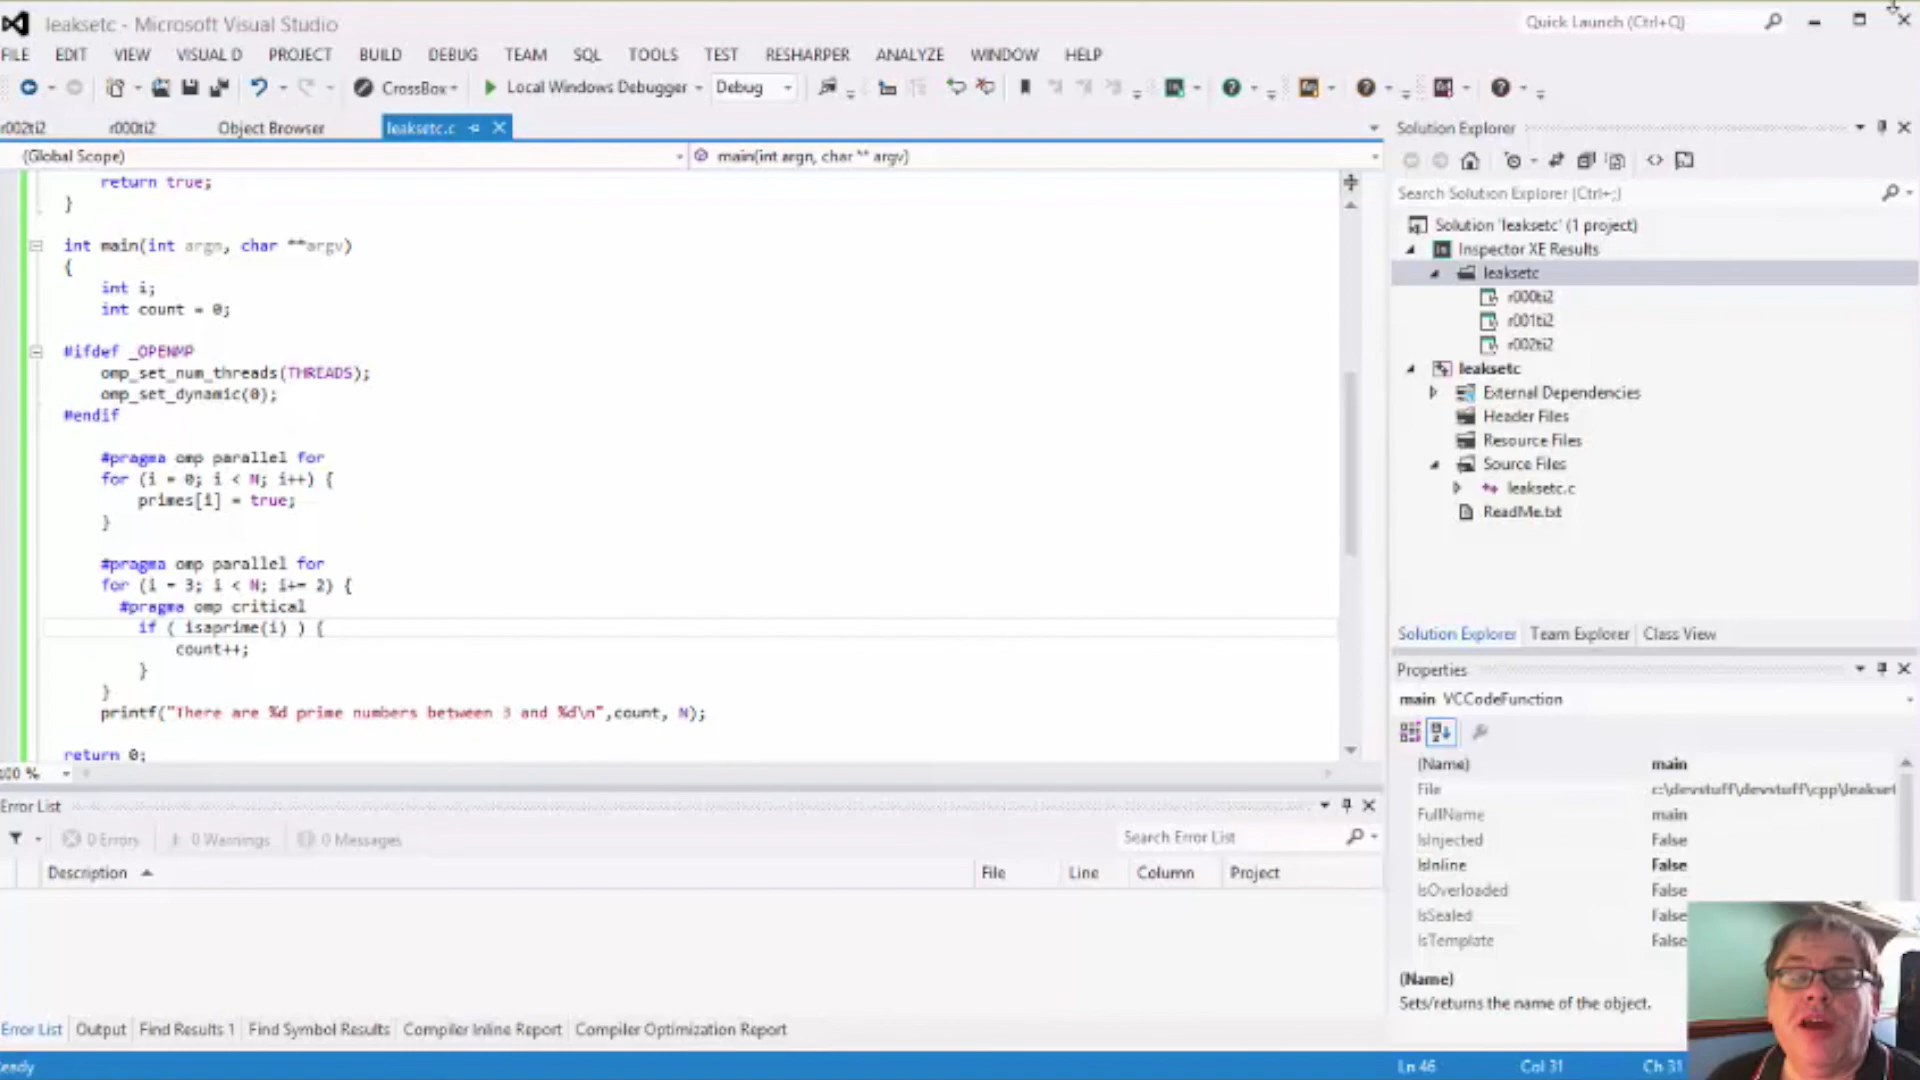 leaksetc - Microsoft Visual Studio
Quick Launch (Ctrl+Q)
FILE EDIT VIEW VISUAL D PROJECT BUILD DEBUG TEAM SQL TOOLS TEST RESHARPER ANALYZE WINDOW HELP
CrossBox Local Windows Debugger Debug
r002ti2 r000ti2 Object Browser leaksetc.c
(Global Scope) main(int argn, char ** argv)
return true;
}
int main(int argn, char **argv)
{
int i;
int count = 0;
#ifdef _OPENMP
omp_set_num_threads(THREADS);
omp_set_dynamic(0);
#endif
#pragma omp parallel for
for (i = 0; i < N; i++) {
primes[i] = true;
}
#pragma omp parallel for
for (i = 3; i < N; i+= 2) {
#pragma omp critical
if ( isaprime(i) ) {
count++;
}
}
printf("There are %d prime numbers between 3 and %d\n",count, N);
return 0;
100 %
Error List
0 Errors 0 Warnings 0 Messages
Search Error List
Description File Line Column Project
Error List Output Find Results 1 Find Symbol Results Compiler Inline Report Compiler Optimization Report
Ready Ln 46 Col 31 Ch 31
Solution Explorer
Search Solution Explorer (Ctrl+;)
Solution 'leaksetc' (1 project)
Inspector XE Results
leaksetc
r000ti2
r001ti2
r002ti2
leaksetc
External Dependencies
Header Files
Resource Files
Source Files
leaksetc.c
ReadMe.txt
Solution Explorer Team Explorer Class View
Properties
main VCCodeFunction
(Name) main
File c:\devstuff\devstuff\cpp\leakset
FullName main
IsInjected False
IsInline False
IsOverloaded False
IsSealed False
IsTemplate False
(Name)
Sets/returns the name of the object.